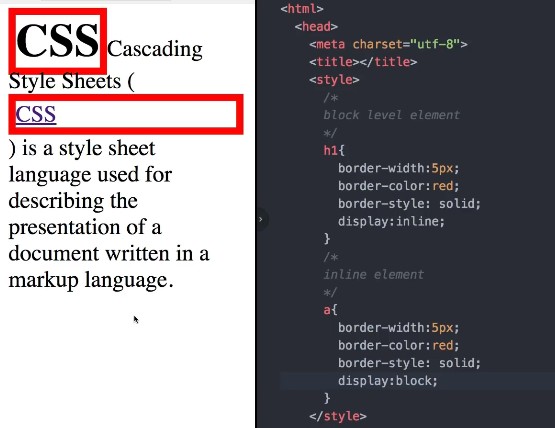 CSS Cascading
Style Sheets (
CSS
) is a style sheet
language used for
describing the
presentation of a
document written in a
markup language.
<html>
<head>
<meta charset="utf-8">
<title></title>
<style>
/*
block level element
*/
h1{
border-width:5px;
border-color:red;
border-style: solid;
display:inline;
}
/*
inline element
*/
a{
border-width:5px;
border-color:red;
border-style: solid;
display:block;
}
</style>